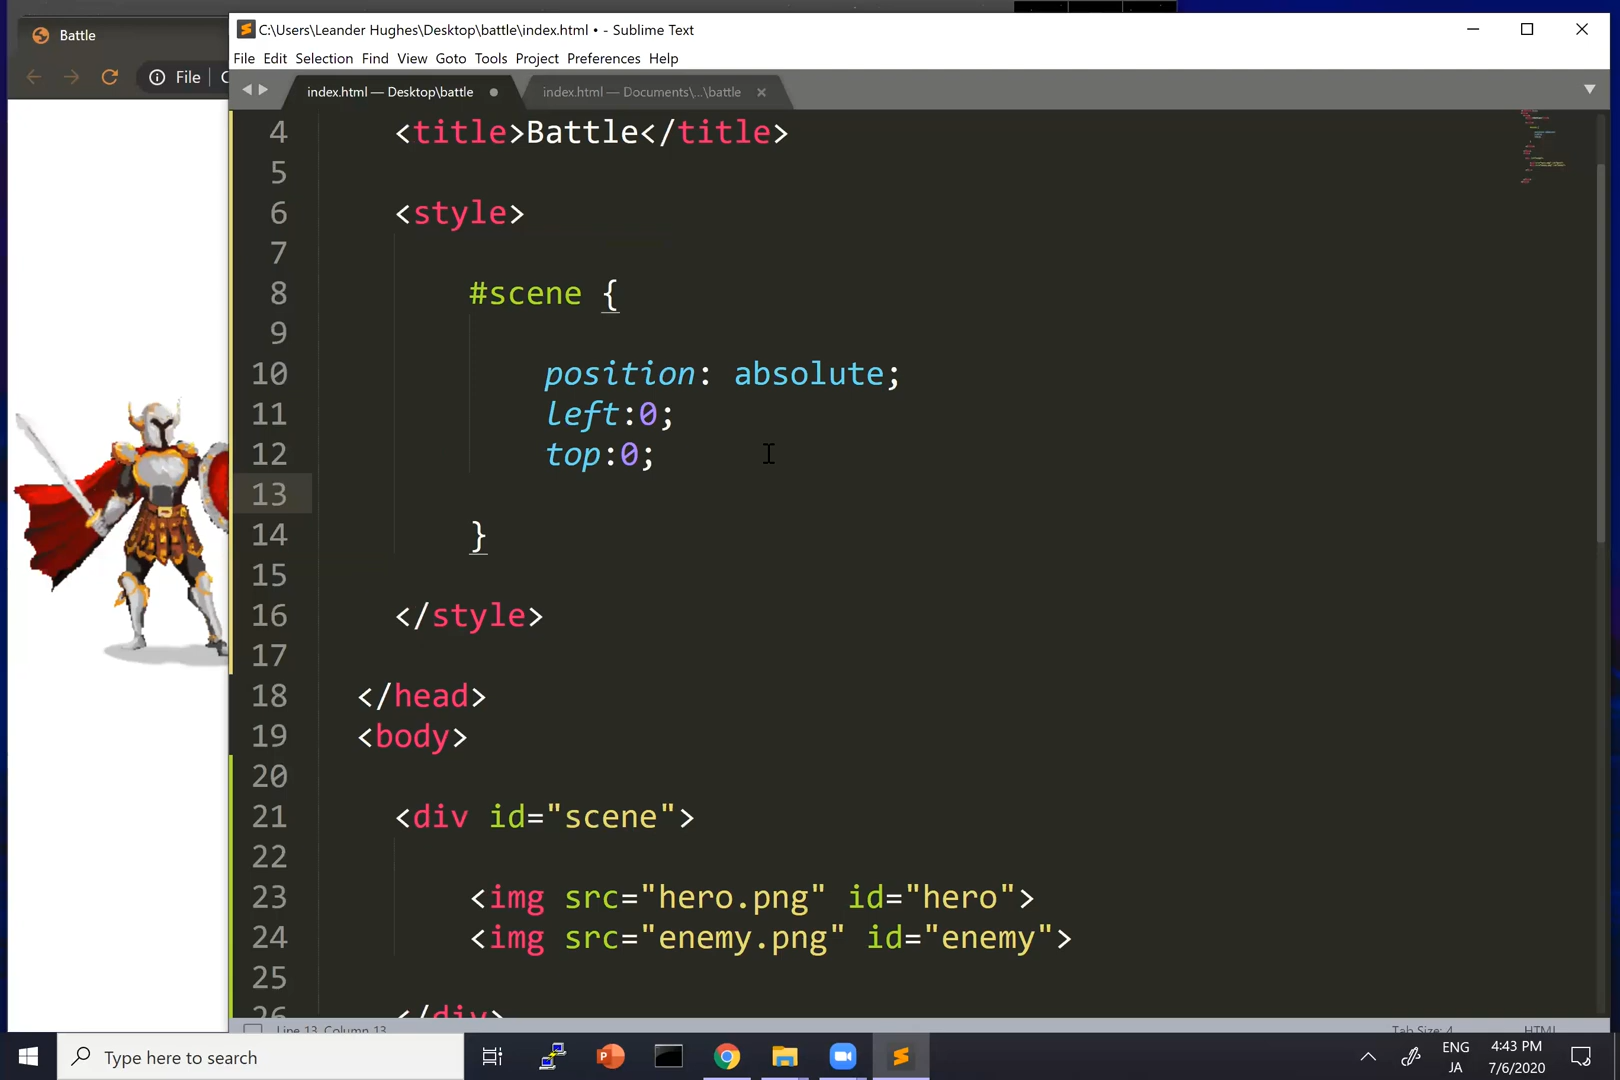 Battle
C:\Users\Leander Hughes\Desktop\battle\index.html • - Sublime Text
File Edit Selection Find View Goto Tools Project Preferences Help
File
index.html — Desktop\battle
index.html — Documents\...\battle
4 <title>Battle</title>
5
6 <style>
7
8 #scene {
9
10 position: absolute;
11 left:0;
12 top:0;
13
14 }
15
16 </style>
17
18 </head>
19 <body>
20
21 <div id="scene">
22
23 <img src="hero.png" id="hero">
24 <img src="enemy.png" id="enemy">
25
26 </div>
Line 13, Column 13
Tab Size: 4 HTML
Type here to search
ENG
JA
4:43 PM
7/6/2020